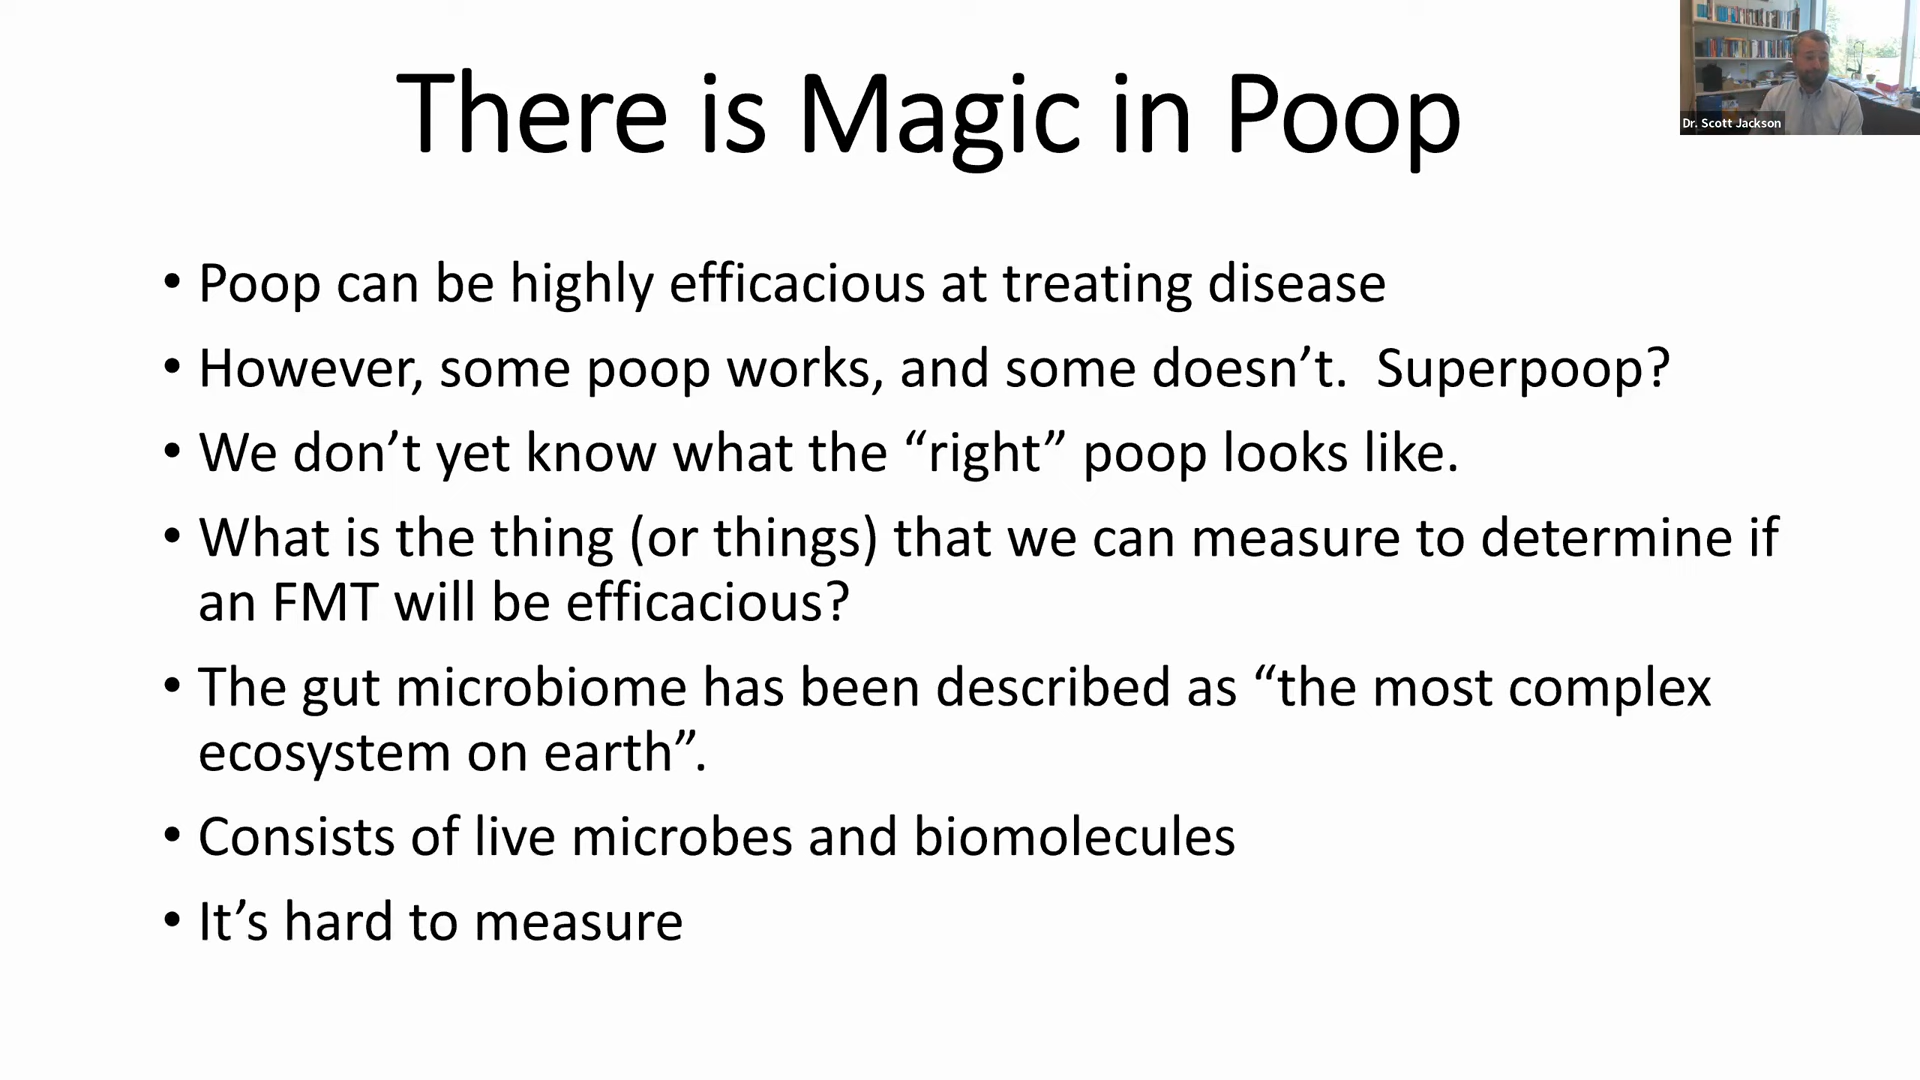 There is Magic in Poop
Dr. Scott Jackson
• Poop can be highly efficacious at treating disease
• However, some poop works, and some doesn’t.  Superpoop?
• We don’t yet know what the “right” poop looks like.
• What is the thing (or things) that we can measure to determine if
an FMT will be efficacious?
• The gut microbiome has been described as “the most complex
ecosystem on earth”.
• Consists of live microbes and biomolecules
• It’s hard to measure